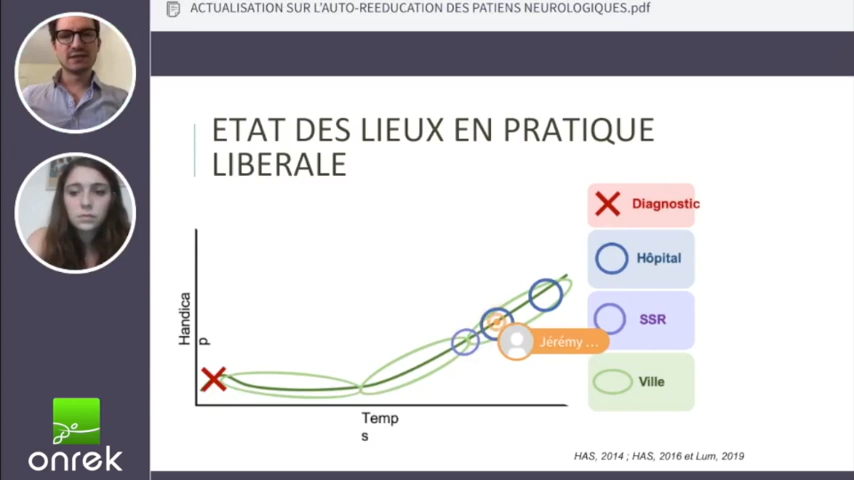 ACTUALISATION SUR L'AUTO-REEDUCATION DES PATIENS NEUROLOGIQUES.pdf
ETAT DES LIEUX EN PRATIQUE
LIBERALE
Diagnostic
Hôpital
SSR
Ville
Handica
p
Jérémy ...
Temp
s
HAS, 2014 ; HAS, 2016 et Lum, 2019
onrek